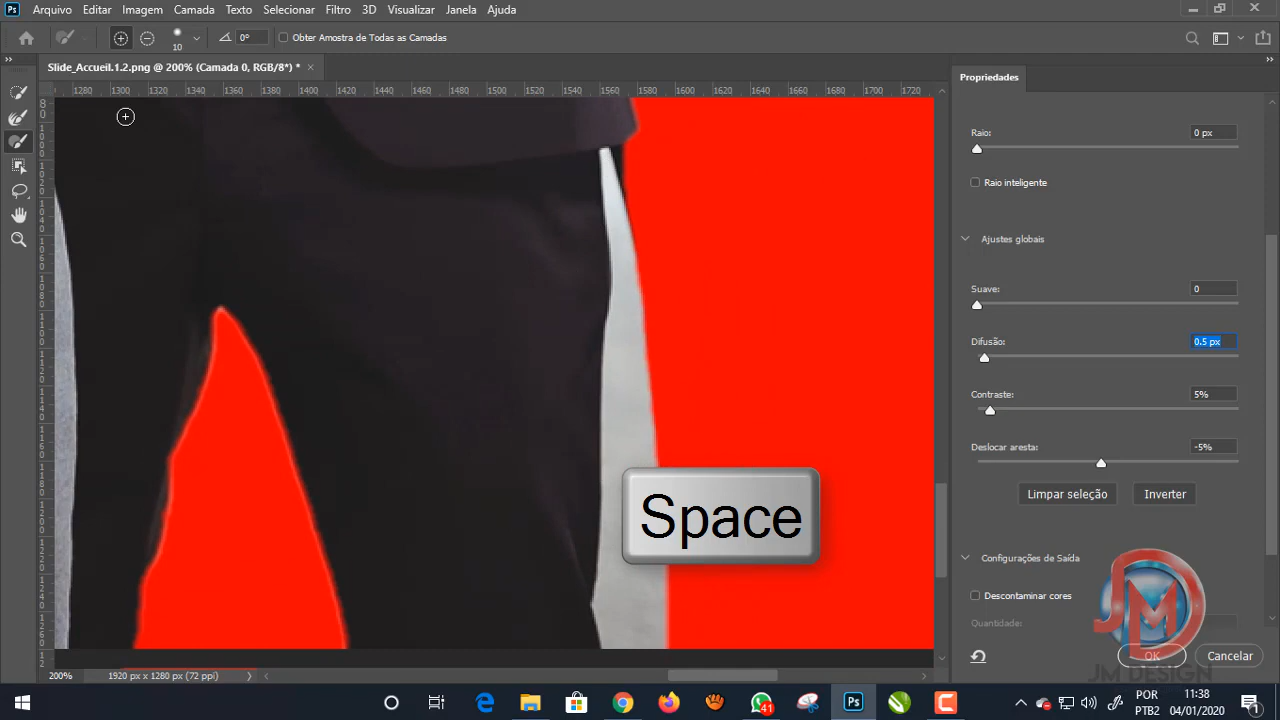 Arquivo Editar Imagem Camada Texto Selecionar Filtro 3D Visualizar Janela Ajuda
10 0º Obter Amostra de Todas as Camadas
Slide_Accueil.1.2.png @ 200% (Camada 0, RGB/8*) *
Propriedades
1280 1300 1320 1340 1360 1380 1400 1420 1440 1460 1480 1500 1520 1540 1560 1580 1600 1620 1640 1660 1680 1700 1720
Raio: 0 px
Raio inteligente
Ajustes globais
Suave: 0
Difusão: 0.5 px
Contraste: 5%
Deslocar aresta: -5%
Limpar seleção Inverter
Space
Configurações de Saída
Descontaminar cores
Quantidade:
OK Cancelar
JM DESIGN
200% 1920 px x 1280 px (72 ppi)
41
POR
PTB2
11:38
04/01/2020
1